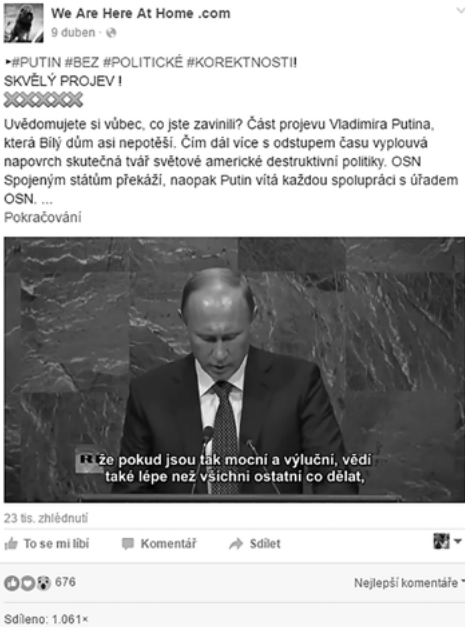 We Are Here At Home .com
9 duben ·
►#PUTIN #BEZ #POLITICKÉ #KOREKTNOSTI!
SKVĚLÝ PROJEV !
Uvědomujete si vůbec, co jste zavinili? Část projevu Vladimira Putina,
která Bílý dům asi nepotěší. Čím dál více s odstupem času vyplouvá
napovrch skutečná tvář světové americké destruktivní politiky. OSN
Spojeným státům překáží, naopak Putin vítá každou spolupráci s úřadem
OSN. ...
Pokračování
RT že pokud jsou tak mocní a výluční, vědí
také lépe než všichni ostatní co dělat,
23 tis. zhlédnutí
To se mi líbí Komentář Sdílet
676 Nejlepší komentáře
Sdíleno: 1.061×